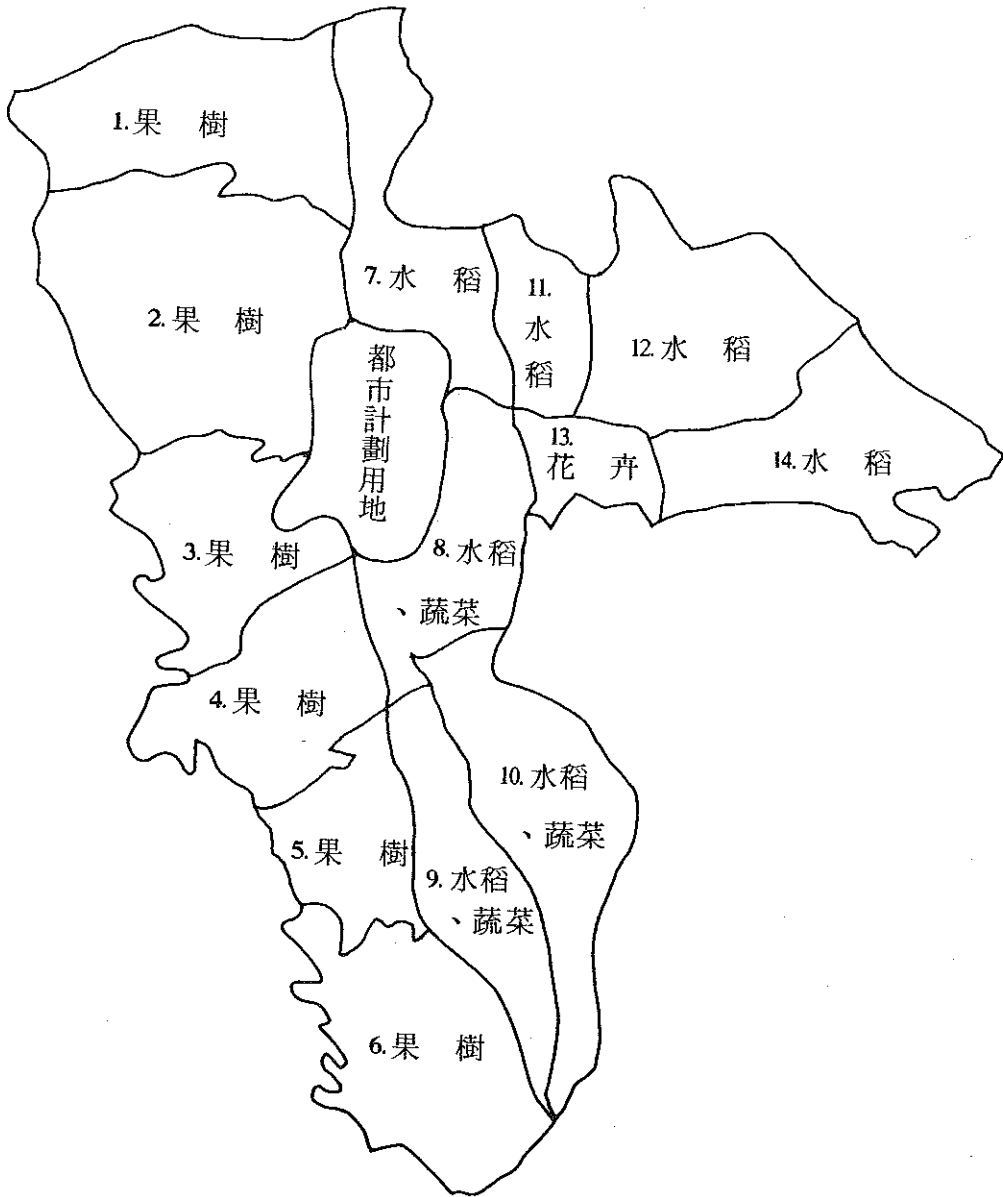 1.果　樹
2.果　樹
3.果　樹
4.果　樹
5.果　樹
6.果　樹
7.水　稻
都市計劃用地
8.水稻
、蔬菜
9.水稻
、蔬菜
10.水稻
、蔬菜
11.
水
稻
12.水　稻
13.
花　卉
14.水　稻